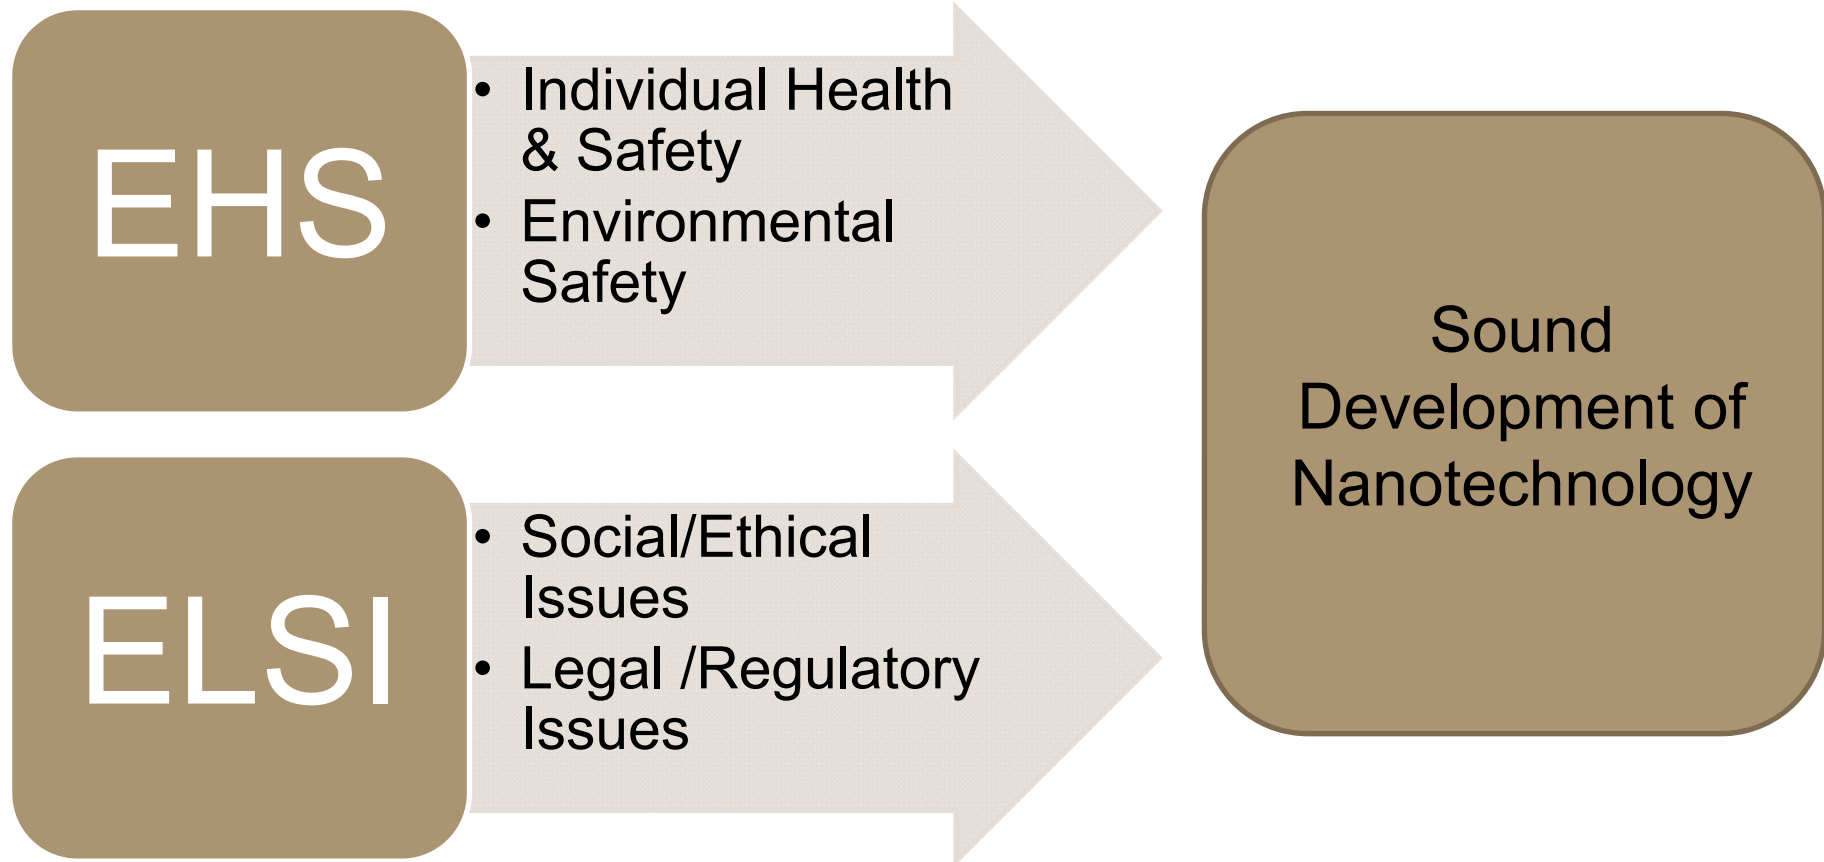 EHS
• Individual Health
& Safety
• Environmental
Safety
ELSI
• Social/Ethical
Issues
• Legal /Regulatory
Issues
Sound
Development of
Nanotechnology